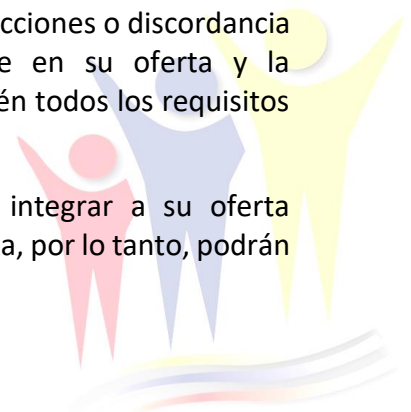 cciones o discordancia
e en su oferta y la
én todos los requisitos
integrar a su oferta
a, por lo tanto, podrán